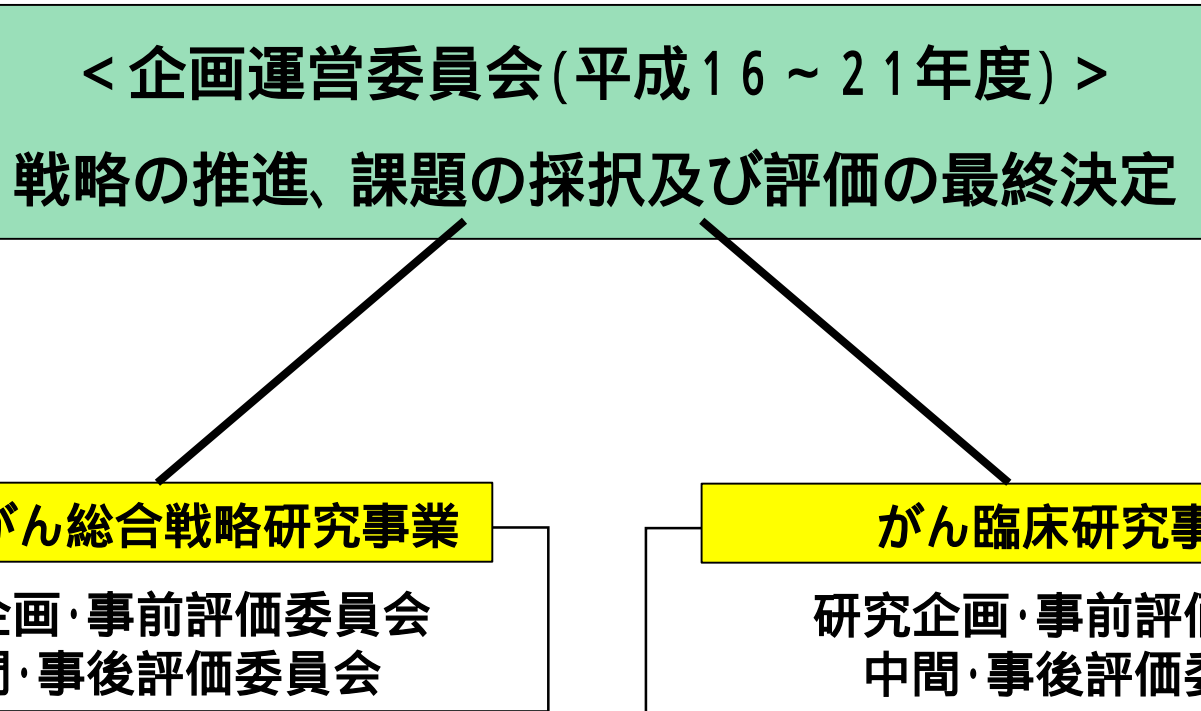 <企画運営委員会(平成16~21年度)>
戦略の推進、課題の採択及び評価の最終決定
がん総合戦略研究事業
がん臨床研究事
企画・事前評価委員会
研究企画・事前評価
間・事後評価委員会
中間・事後評価委